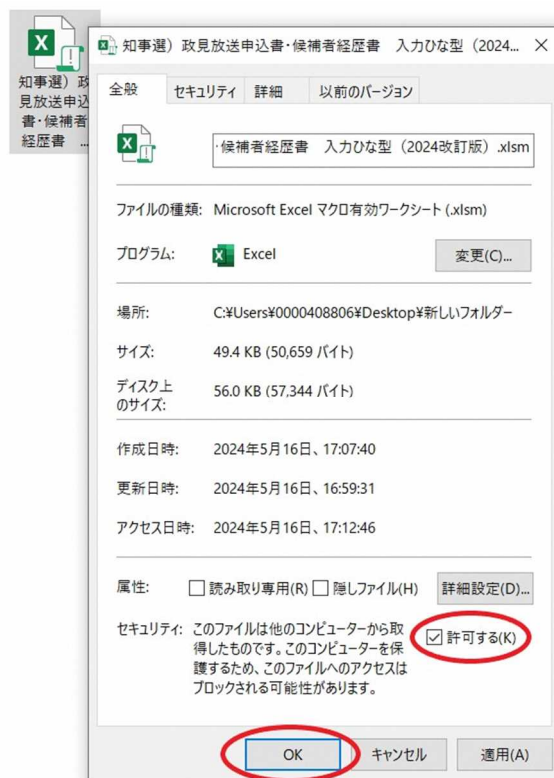 知事選）政
見放送申込
書・候補者
経歴書 ...
知事選）政見放送申込書・候補者経歴書　入力ひな型（2024...
全般 セキュリティ 詳細 以前のバージョン
・候補者経歴書　入力ひな型（2024改訂版）.xlsm
ファイルの種類: Microsoft Excel マクロ有効ワークシート (.xlsm)
プログラム: Excel 変更(C)...
場所: C:¥Users¥0000408806¥Desktop¥新しいフォルダー
サイズ: 49.4 KB (50,659 バイト)
ディスク上
のサイズ: 56.0 KB (57,344 バイト)
作成日時: 2024年5月16日、17:07:40
更新日時: 2024年5月16日、16:59:31
アクセス日時: 2024年5月16日、17:12:46
属性: 読み取り専用(R) 隠しファイル(H) 詳細設定(D)...
セキュリティ: このファイルは他のコンピューターから取
得したものです。このコンピューターを保
護するため、このファイルへのアクセスは
ブロックされる可能性があります。
許可する(K)
OK キャンセル 適用(A)